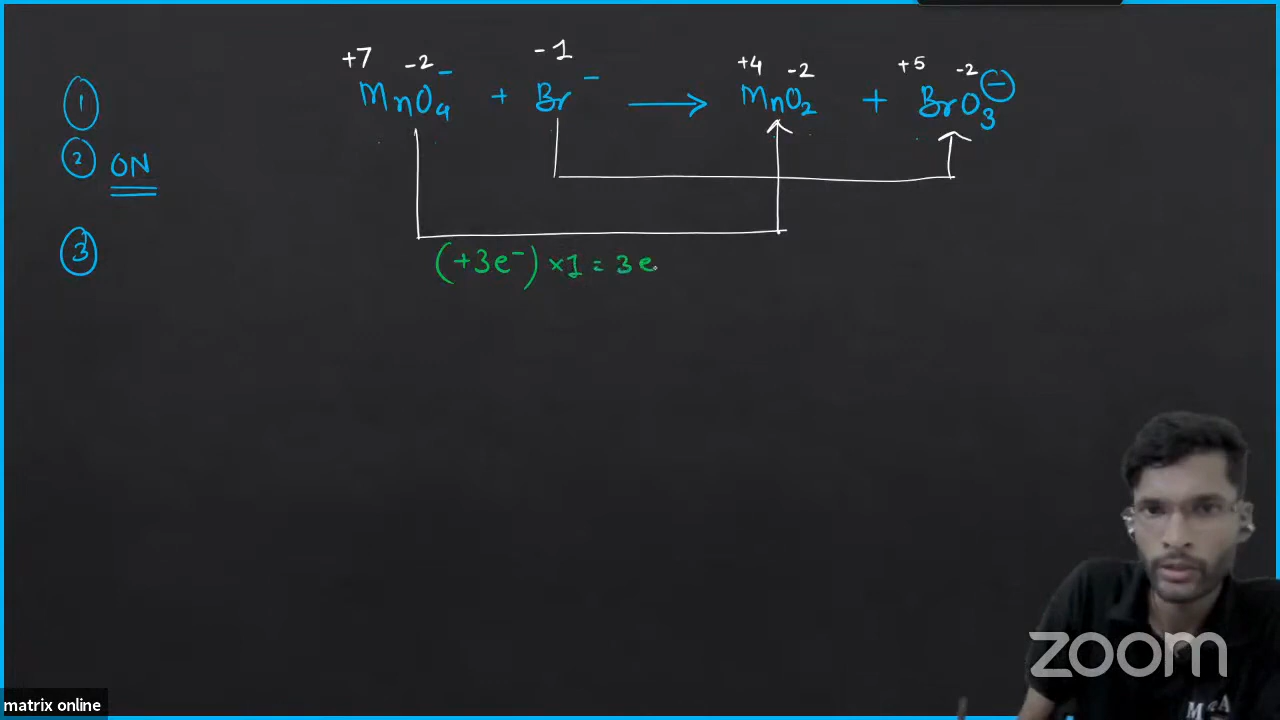 +7 -2 -1 +4 -2 +5 -2
① MnO₄⁻ + Br⁻ → MnO₂ + BrO₃⊖
② ON
③ (+3e⁻) ×1 = 3e
zoom
matrix online